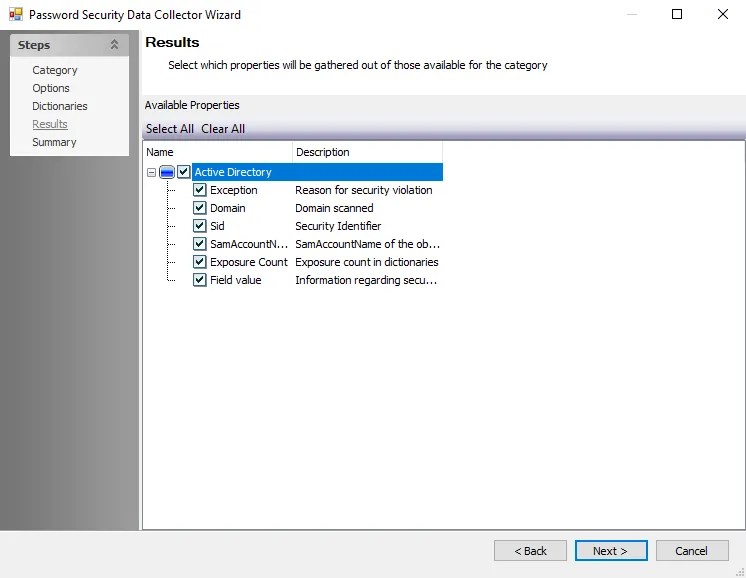 Password Security Data Collector Wizard
Steps
Category
Options
Dictionaries
Results
Summary
Results
Select which properties will be gathered out of those available for the category
Available Properties
Select All Clear All
Name Description
Active Directory
Exception Reason for security violation
Domain Domain scanned
Sid Security Identifier
SamAccountN... SamAccountName of the ob...
Exposure Count Exposure count in dictionaries
Field value Information regarding secu...
< Back Next > Cancel